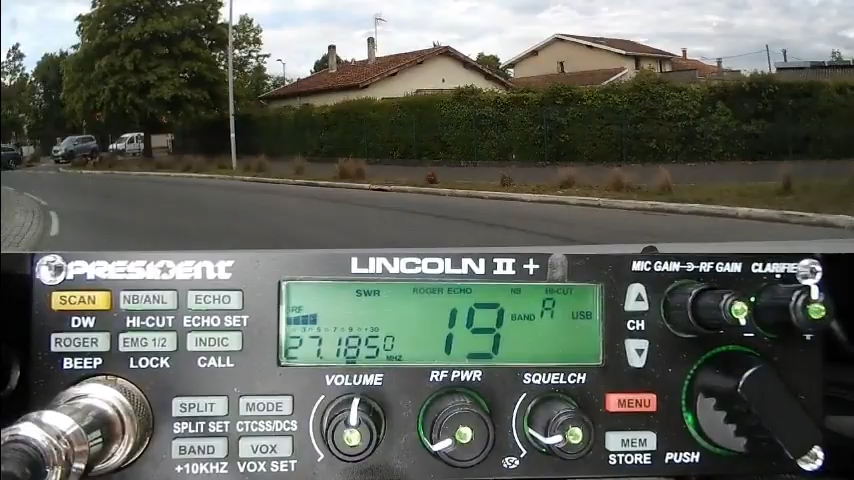 PRESIDENT
LINCOLN II +
MIC GAIN RF GAIN CLARIFIER
SCAN NB/ANL ECHO
DW HI-CUT ECHO SET
ROGER EMG 1/2 INDIC
BEEP LOCK CALL
SWR ROGER ECHO NB HI-CUT
19 BAND A USB
27.1850 MHZ
CH
VOLUME RF PWR SQUELCH
SPLIT MODE
SPLIT SET CTCSS/DCS
BAND VOX
+10KHZ VOX SET
MENU
MEM
STORE PUSH